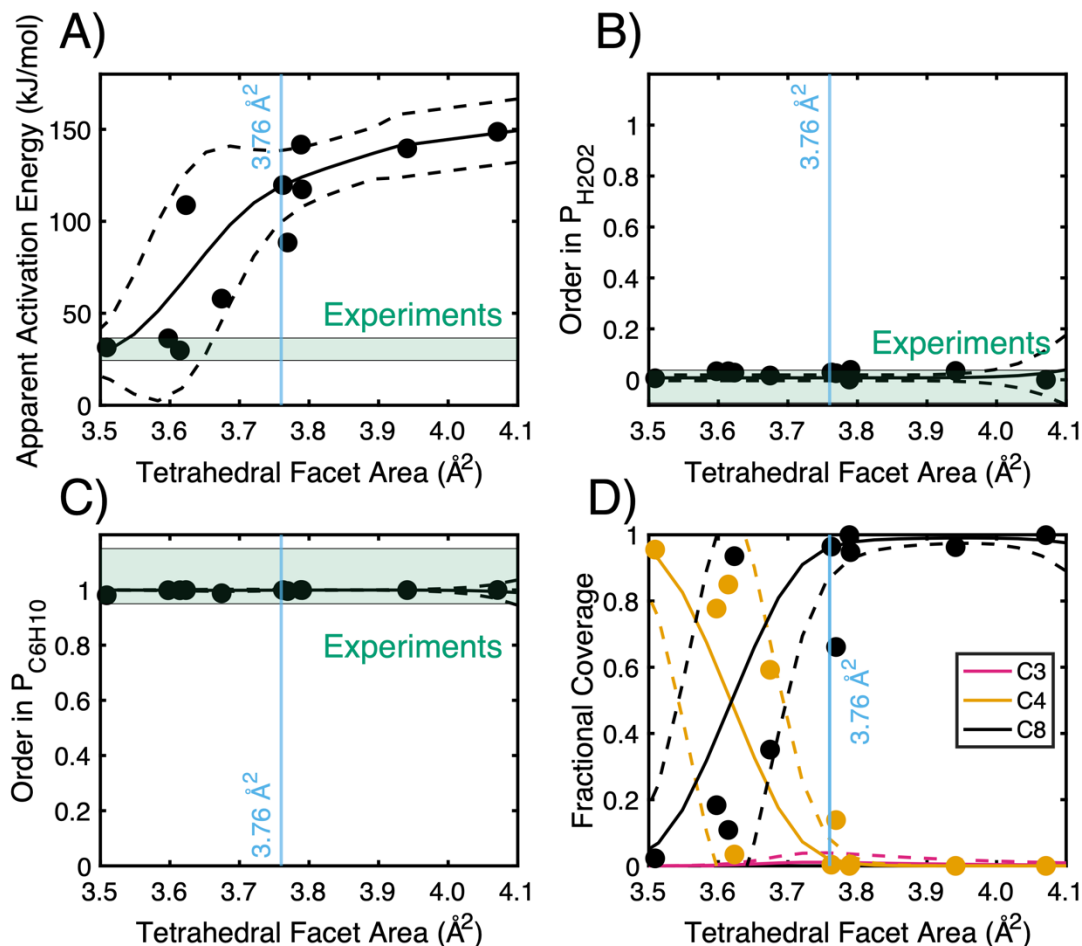 A)
Apparent Activation Energy (kJ/mol)
150
100
50
0
3.76 Å²
Experiments
3.5 3.6 3.7 3.8 3.9 4.0 4.1
Tetrahedral Facet Area (Å²)
B)
Order in P_H2O2
1
0.8
0.6
0.4
0.2
0
3.76 Å²
Experiments
3.5 3.6 3.7 3.8 3.9 4.0 4.1
Tetrahedral Facet Area (Å²)
C)
Order in P_C6H10
1
0.8
0.6
0.4
0.2
0
Experiments
3.76 Å²
3.5 3.6 3.7 3.8 3.9 4.0 4.1
Tetrahedral Facet Area (Å²)
D)
Fractional Coverage
1
0.8
0.6
0.4
0.2
0
C3
C4
C8
3.76 Å²
3.5 3.6 3.7 3.8 3.9 4.0 4.1
Tetrahedral Facet Area (Å²)